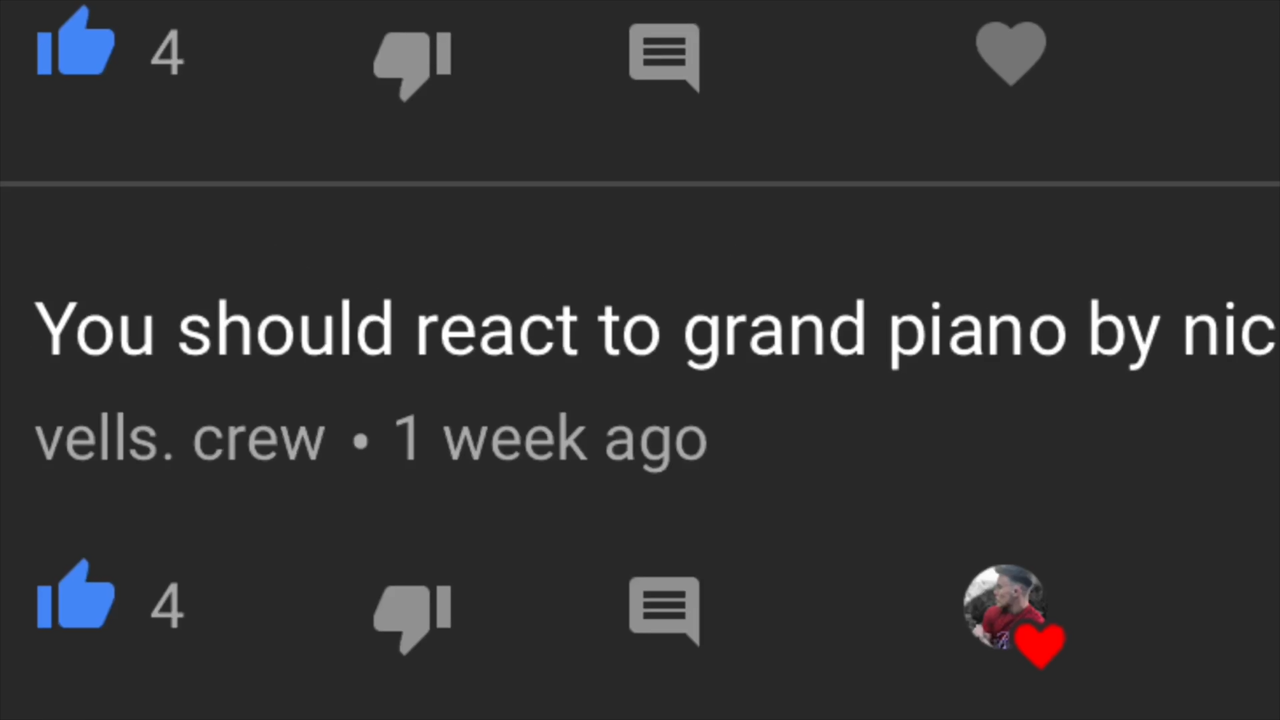 4
You should react to grand piano by nic
vells. crew • 1 week ago
4